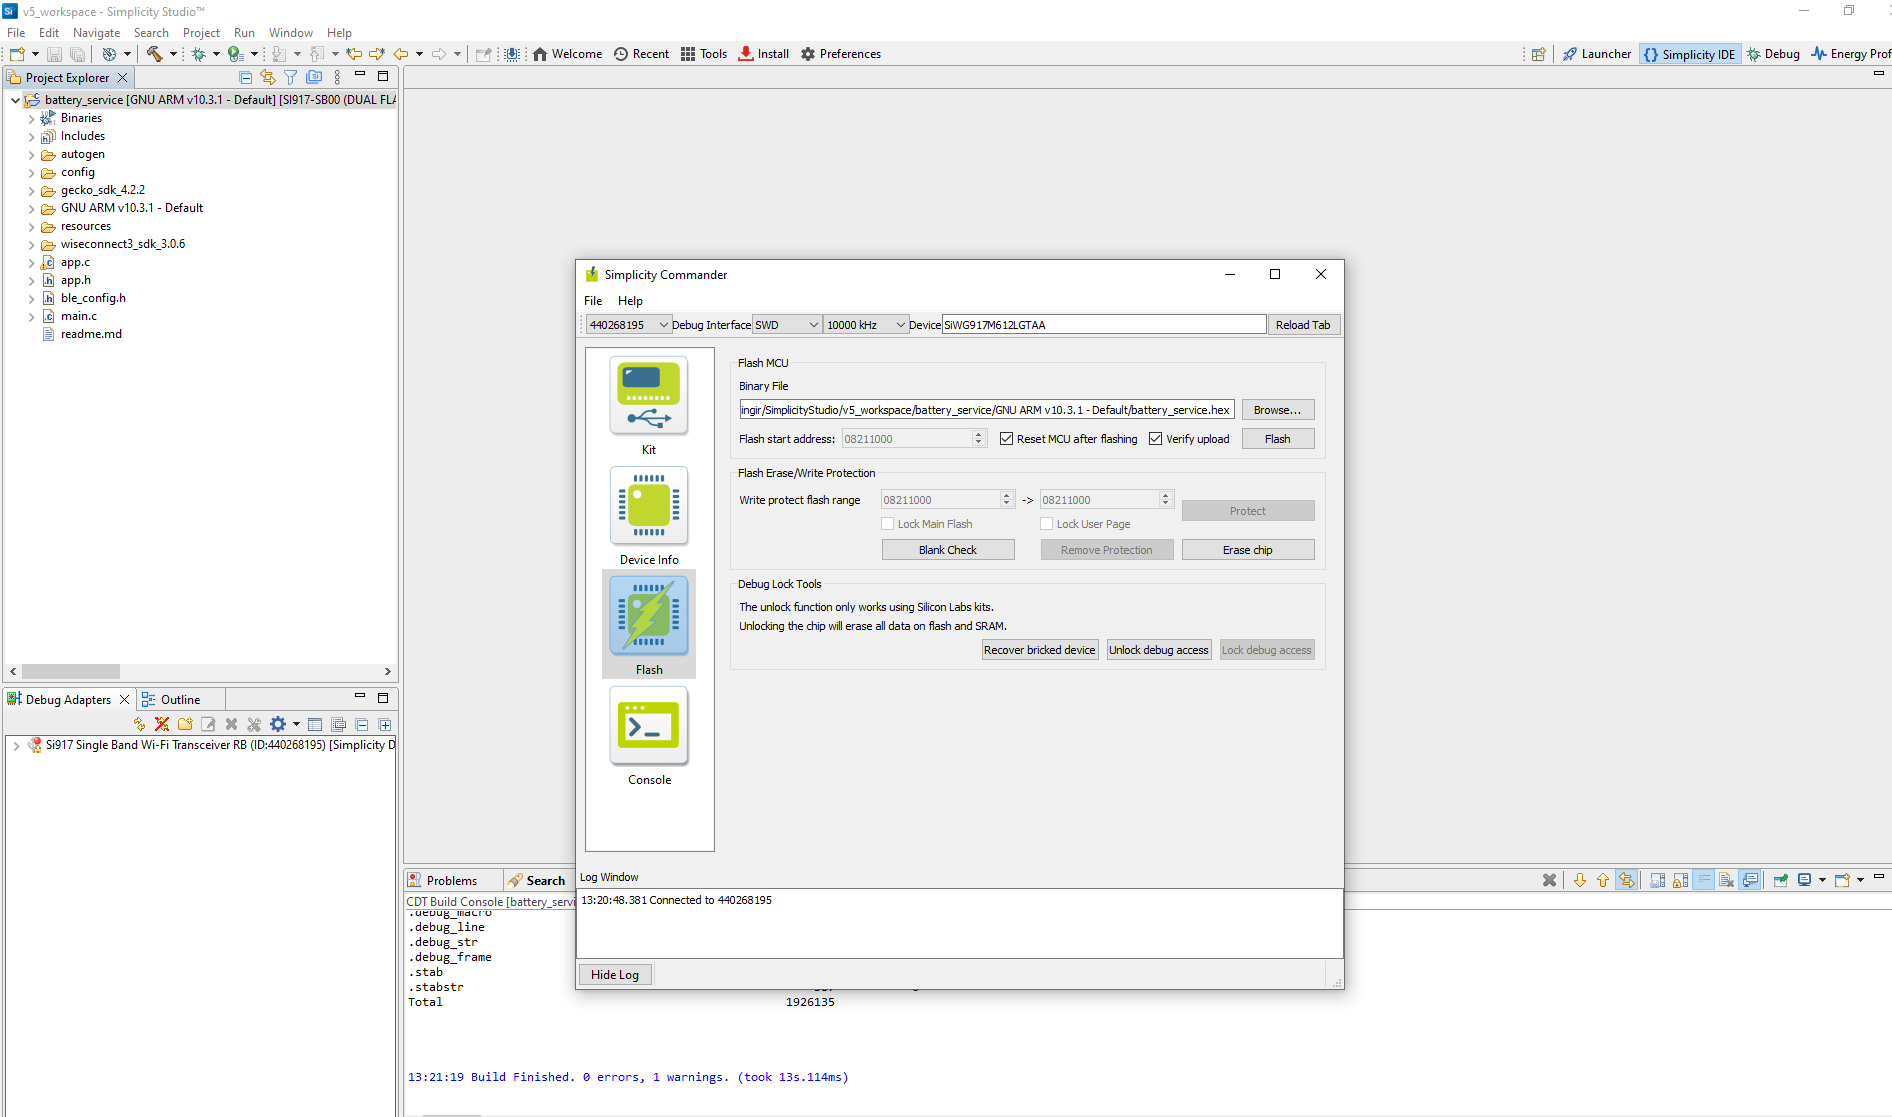 v5_workspace - Simplicity Studio™
File Edit Navigate Search Project Run Window Help
Welcome Recent Tools Install Preferences
Launcher {} Simplicity IDE Debug Energy Prof
Project Explorer
battery_service [GNU ARM v10.3.1 - Default] [SI917-SB00 (DUAL FLA
Binaries
Includes
autogen
config
gecko_sdk_4.2.2
GNU ARM v10.3.1 - Default
resources
wiseconnect3_sdk_3.0.6
app.c
app.h
ble_config.h
main.c
readme.md
Debug Adapters Outline
Si917 Single Band Wi-Fi Transceiver RB (ID:440268195) [Simplicity D
Simplicity Commander
File Help
440268195 Debug Interface SWD 10000 kHz Device SiWG917M612LGTAA Reload Tab
Kit
Device Info
Flash
Console
Flash MCU
Binary File
ingir/SimplicityStudio/v5_workspace/battery_service/GNU ARM v10.3.1 - Default/battery_service.hex Browse...
Flash start address: 08211000 Reset MCU after flashing Verify upload Flash
Flash Erase/Write Protection
Write protect flash range 08211000 -> 08211000 Protect
Lock Main Flash Lock User Page
Blank Check Remove Protection Erase chip
Debug Lock Tools
The unlock function only works using Silicon Labs kits.
Unlocking the chip will erase all data on flash and SRAM.
Recover bricked device Unlock debug access Lock debug access
Log Window
13:20:48.381 Connected to 440268195
Hide Log
Problems Search
CDT Build Console [battery_servi
.debug_macro
.debug_line
.debug_str
.debug_frame
.stab
.stabstr
Total 1926135
13:21:19 Build Finished. 0 errors, 1 warnings. (took 13s.114ms)